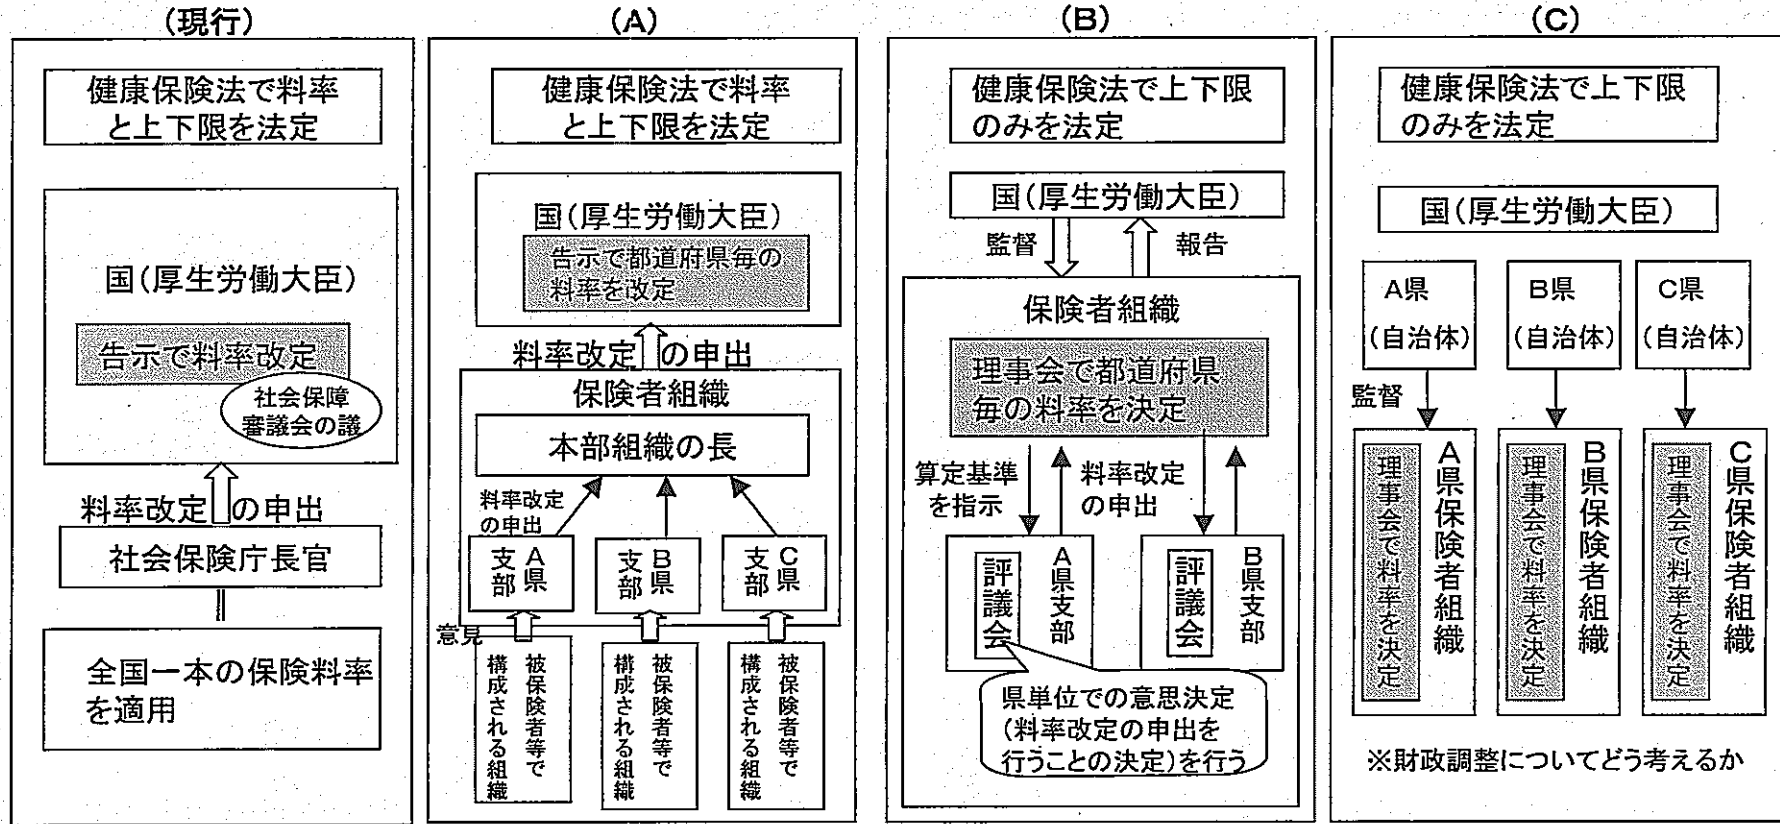 (現行)
健康保険法で料率
と上下限を法定
国(厚生労働大臣)
告示で料率改定
社会保障
審議会の議
料率改定の申出
社会保険庁長官
全国一本の保険料率
を適用
(A)
健康保険法で料率
と上下限を法定
国(厚生労働大臣)
告示で都道府県毎の
料率を改定
料率改定の申出
保険者組織
本部組織の長
料率改定
の申出
A県
支部
B県
支部
C県
支部
意見
被保険者等で
構成される組織
被保険者等で
構成される組織
被保険者等で
構成される組織
(B)
健康保険法で上下限
のみを法定
国(厚生労働大臣)
監督
報告
保険者組織
理事会で都道府県
毎の料率を決定
算定基準
を指示
料率改定
の申出
A県支部
評議会
B県支部
評議会
県単位での意思決定
(料率改定の申出を
行うことの決定)を行う
(C)
健康保険法で上下限
のみを法定
国(厚生労働大臣)
A県
(自治体)
B県
(自治体)
C県
(自治体)
監督
A県保険者組織
理事会で料率を決定
B県保険者組織
理事会で料率を決定
C県保険者組織
理事会で料率を決定
※財政調整についてどう考えるか